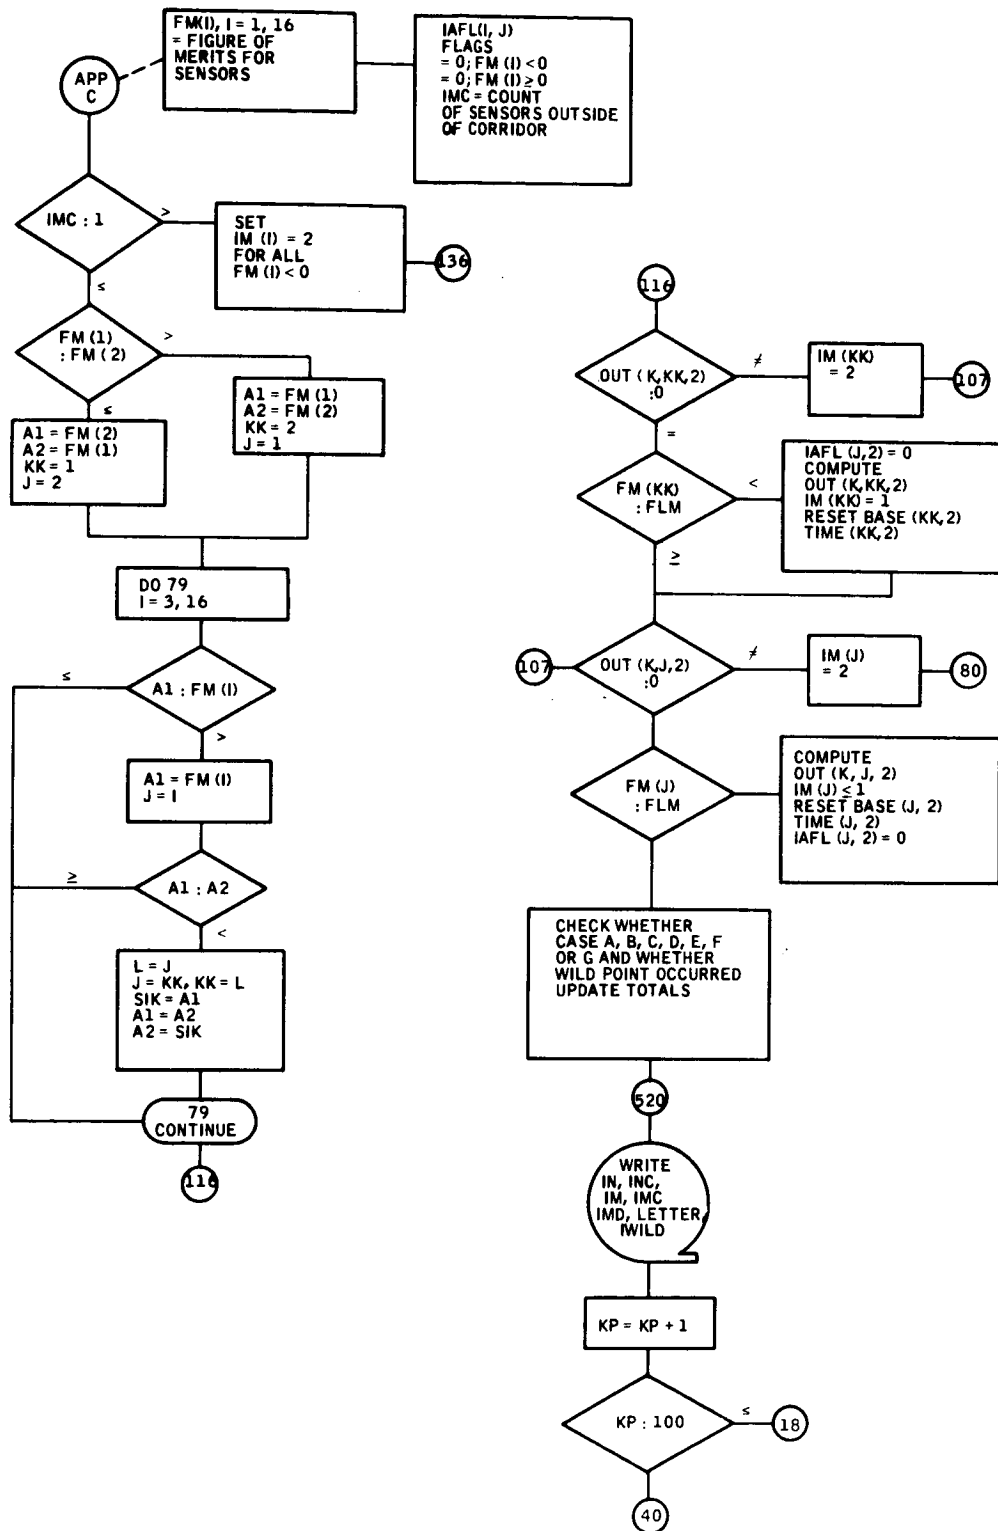 APP
C
FM(I), I = 1, 16
= FIGURE OF
MERITS FOR
SENSORS
IAFL(I, J)
FLAGS
= 0; FM (I) < 0
= 0; FM (I) ≥ 0
IMC = COUNT
OF SENSORS OUTSIDE
OF CORRIDOR
IMC : 1
>
SET
IM (I) = 2
FOR ALL
FM (I) < 0
136
≤
FM (1)
: FM (2)
>
A1 = FM (1)
A2 = FM (2)
KK = 2
J = 1
≤
A1 = FM (2)
A2 = FM (1)
KK = 1
J = 2
DO 79
I = 3, 16
≤
A1 : FM (I)
>
A1 = FM (I)
J = I
≥
A1 : A2
<
L = J
J = KK, KK = L
SIK = A1
A1 = A2
A2 = SIK
79
CONTINUE
116
116
OUT (K,KK,2)
:0
≠
IM (KK)
= 2
107
=
FM (KK)
: FLM
<
IAFL (J,2) = 0
COMPUTE
OUT (K,KK,2)
IM (KK) = 1
RESET BASE (KK,2)
TIME (KK,2)
≥
107
OUT (K,J,2)
:0
≠
IM (J)
= 2
80
FM (J)
: FLM
COMPUTE
OUT (K, J, 2)
IM (J) ≤ 1
RESET BASE (J, 2)
TIME (J, 2)
IAFL (J, 2) = 0
CHECK WHETHER
CASE A, B, C, D, E, F
OR G AND WHETHER
WILD POINT OCCURRED
UPDATE TOTALS
520
WRITE
IN, INC,
IM, IMC
IMD, LETTER,
IWILD
KP = KP + 1
KP : 100
≤
18
40